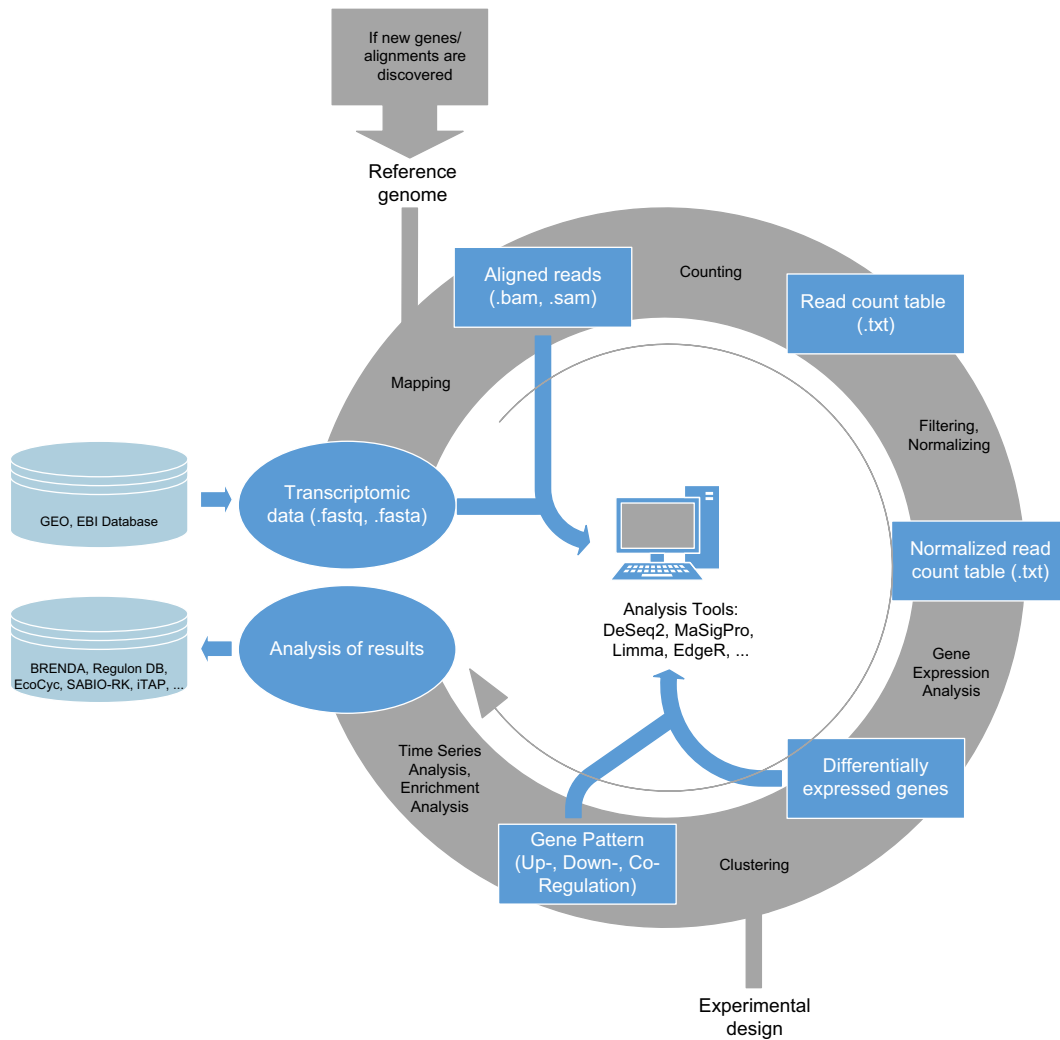 If new genes/
alignments are
discovered
Reference
genome
Aligned reads
(.bam, .sam)
Counting
Read count table
(.txt)
Mapping
Filtering,
Normalizing
GEO, EBI Database
Transcriptomic
data (.fastq, .fasta)
Normalized read
count table (.txt)
Analysis Tools:
DeSeq2, MaSigPro,
Limma, EdgeR, ...
BRENDA, Regulon DB,
EcoCyc, SABIO-RK, iTAP, ...
Analysis of results
Gene
Expression
Analysis
Time Series
Analysis,
Enrichment
Analysis
Differentially
expressed genes
Gene Pattern
(Up-, Down-, Co-
Regulation)
Clustering
Experimental
design